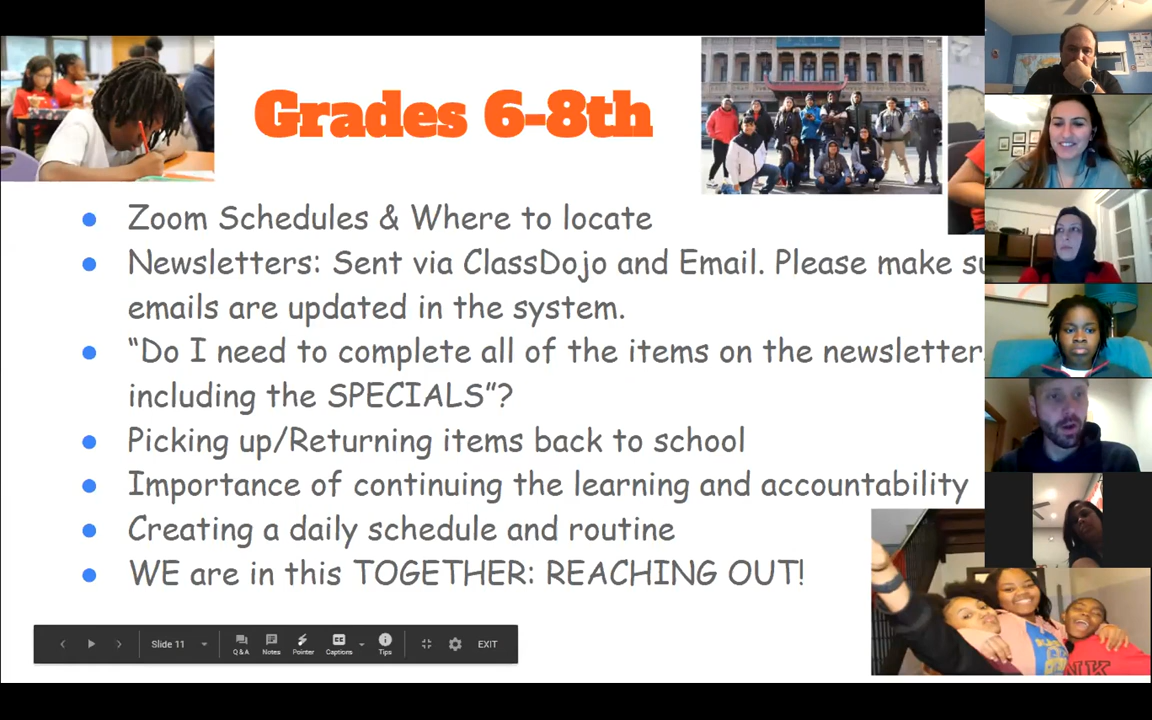 Grades 6-8th
Zoom Schedules & Where to locate
Newsletters: Sent via ClassDojo and Email. Please make
emails are updated in the system.
“Do I need to complete all of the items on the newsletter
including the SPECIALS”?
Picking up/Returning items back to school
Importance of continuing the learning and accountability
Creating a daily schedule and routine
WE are in this TOGETHER: REACHING OUT!
Slide 11
Q & A
Notes
Pointer
CC
Captions
Tips
EXIT